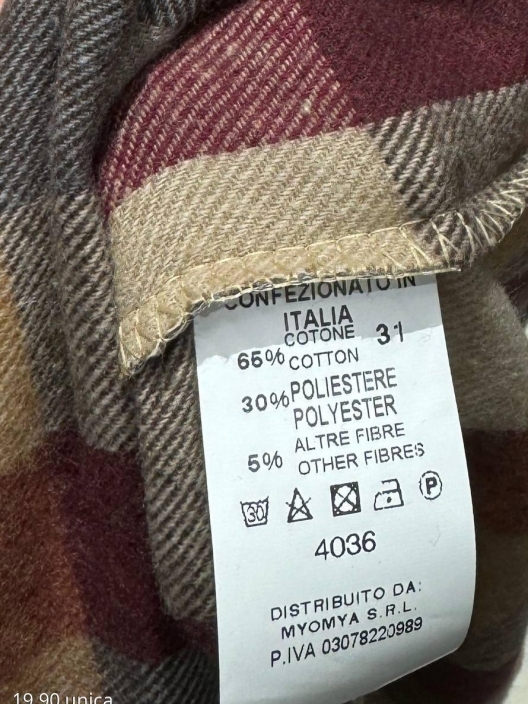 CONFEZIONATO IN
ITALIA
31
65% COTONE
COTTON
30% POLIESTERE
POLYESTER
5% ALTRE FIBRE
OTHER FIBRES
30 P
4036
DISTRIBUITO DA:
MYOMYA S.R.L.
P.IVA 03078220989
19,90 unica